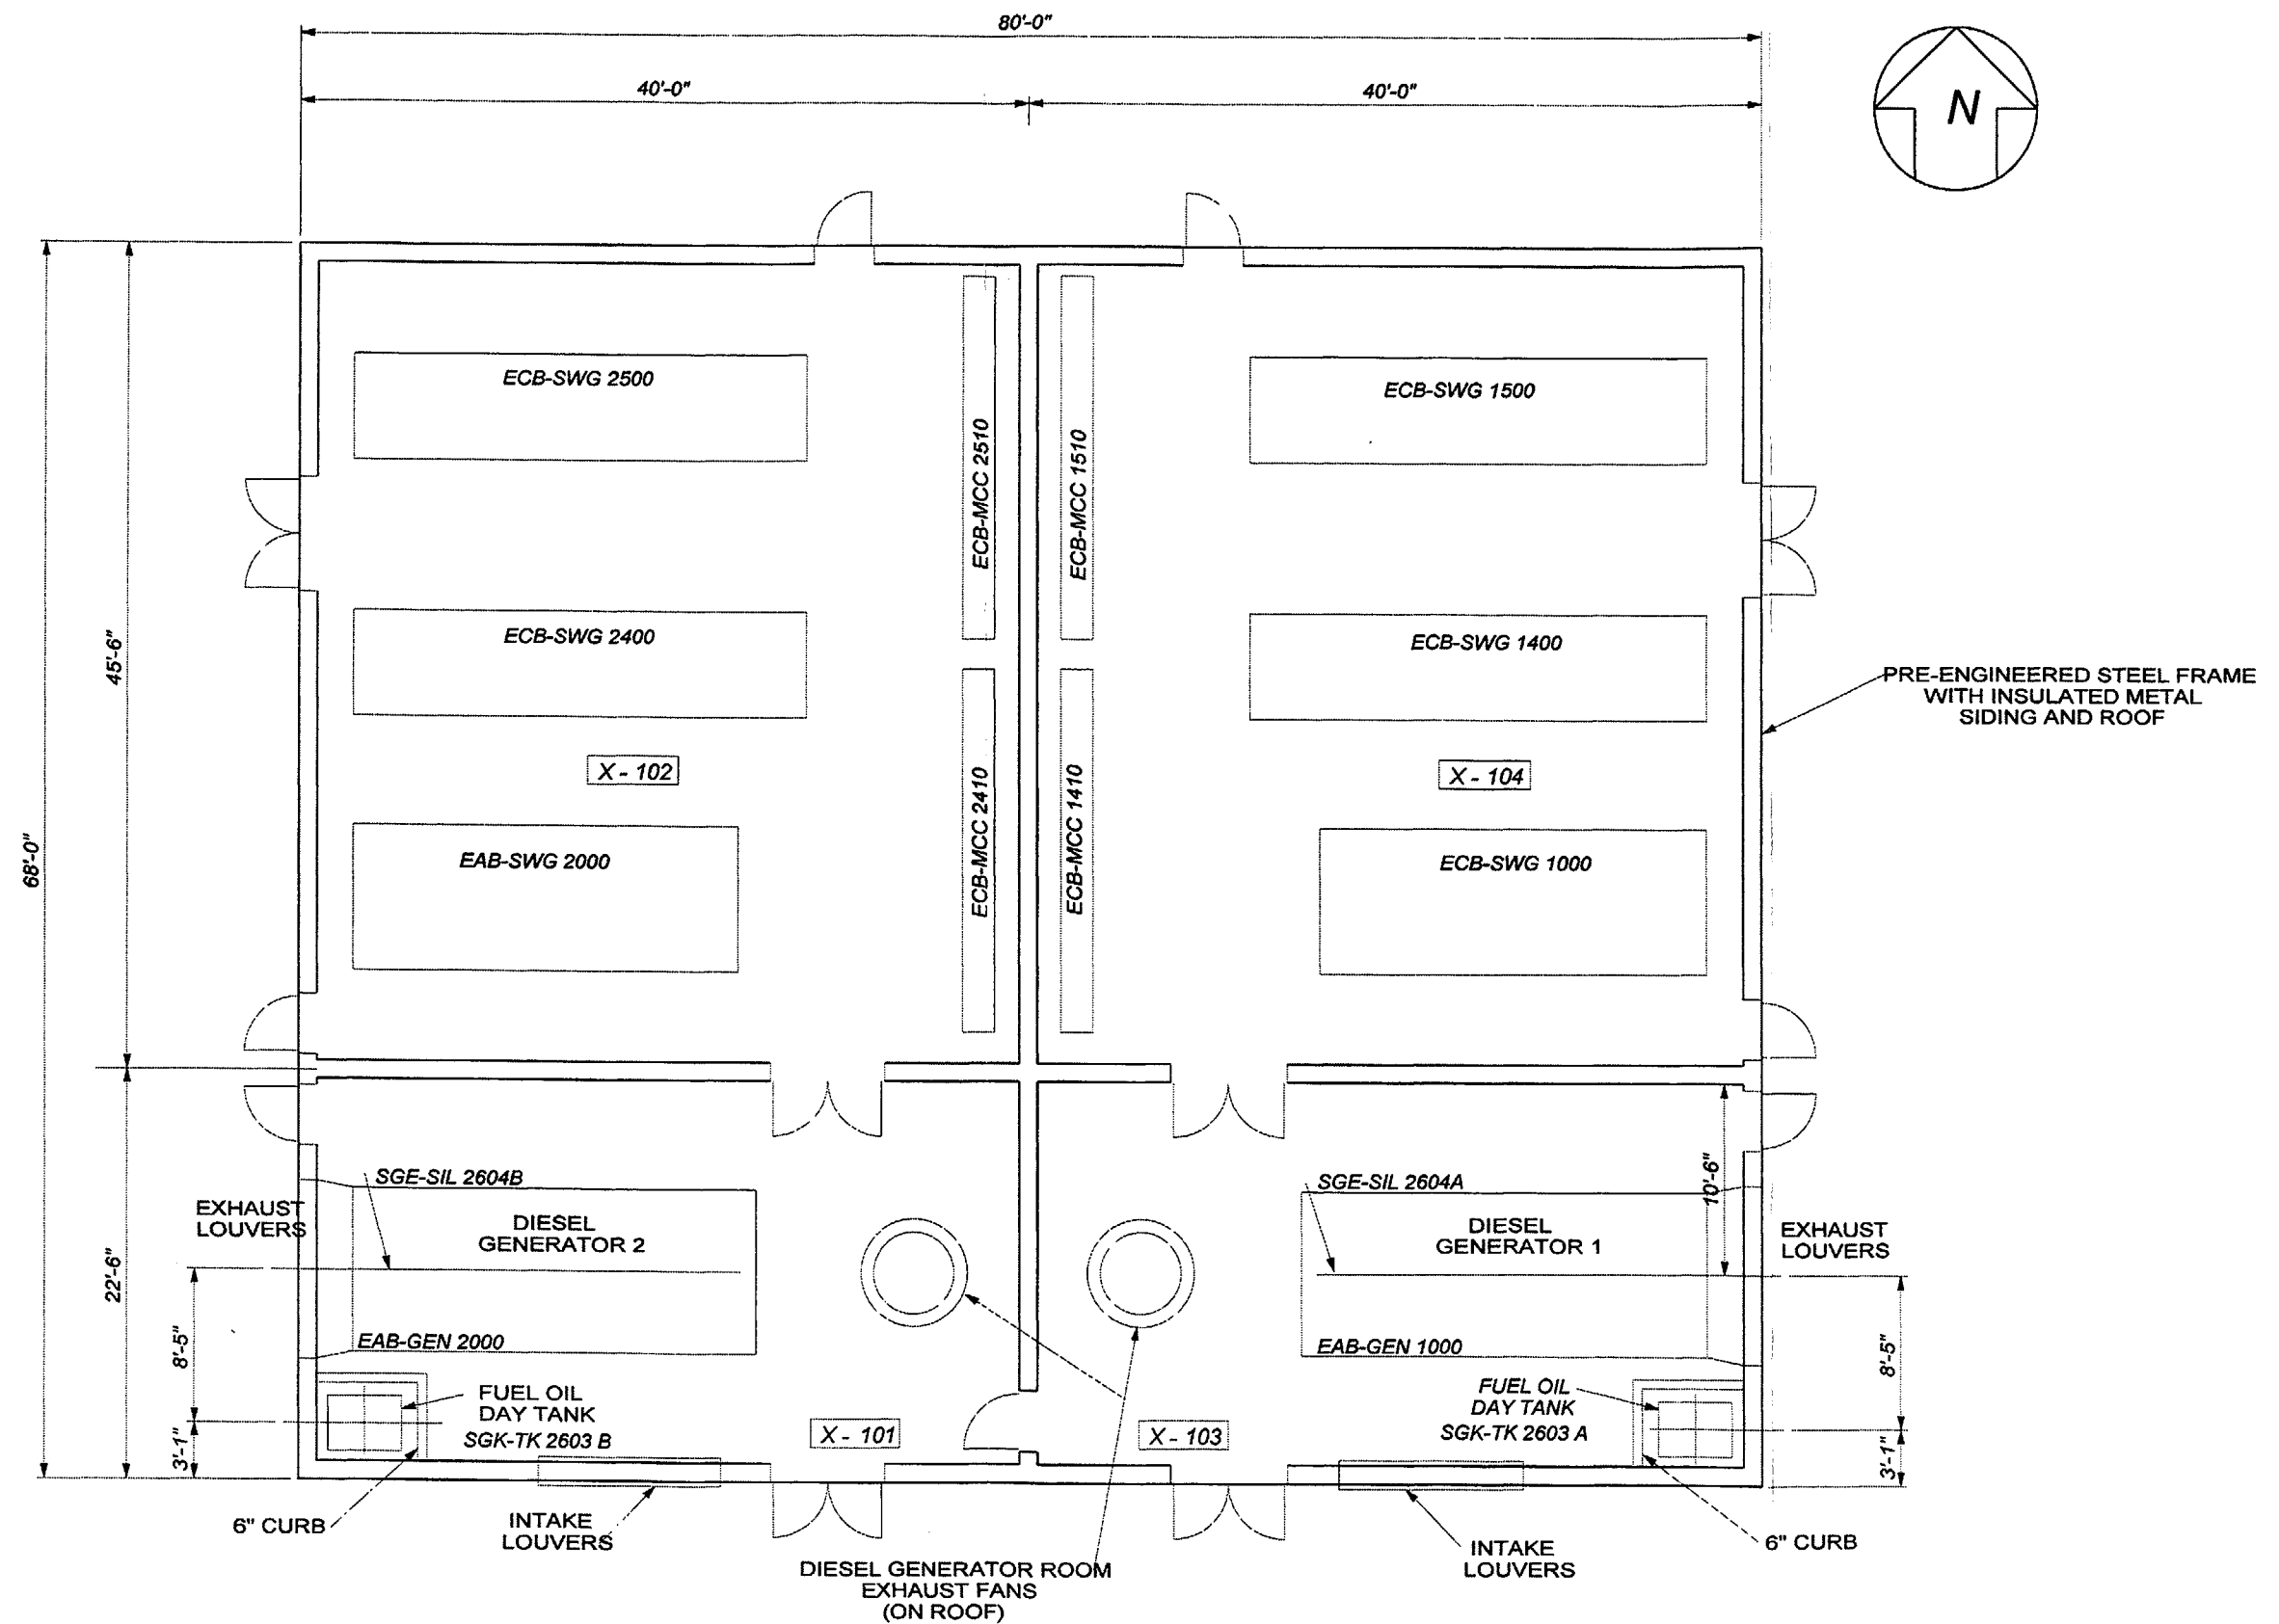 80'-0"
40'-0"
40'-0"
N
ECB-SWG 2500
ECB-SWG 1500
ECB-MCC 2510
ECB-MCC 1510
45'-6"
ECB-SWG 2400
ECB-SWG 1400
PRE-ENGINEERED STEEL FRAME
WITH INSULATED METAL
SIDING AND ROOF
X - 102
X - 104
ECB-MCC 2410
ECB-MCC 1410
68'-0"
EAB-SWG 2000
ECB-SWG 1000
SGE-SIL 2604B
SGE-SIL 2604A
10'-6"
EXHAUST
LOUVERS
DIESEL
GENERATOR 2
DIESEL
GENERATOR 1
EXHAUST
LOUVERS
22'-6"
8'-5"
EAB-GEN 2000
EAB-GEN 1000
8'-5"
FUEL OIL
DAY TANK
SGK-TK 2603 B
FUEL OIL
DAY TANK
SGK-TK 2603 A
X - 101
X - 103
3'-1"
3'-1"
6" CURB
INTAKE
LOUVERS
INTAKE
LOUVERS
6" CURB
DIESEL GENERATOR ROOM
EXHAUST FANS
(ON ROOF)